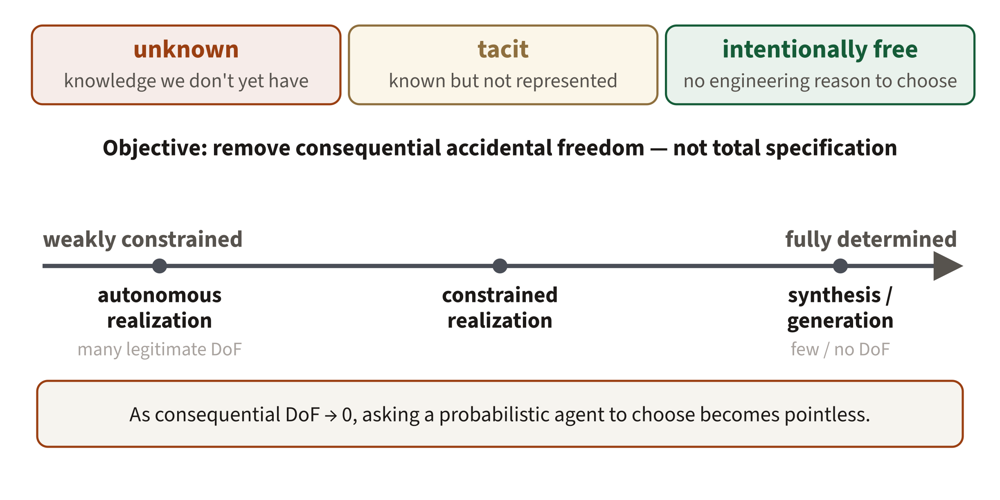 unknown
knowledge we don't yet have
tacit
known but not represented
intentionally free
no engineering reason to choose
Objective: remove consequential accidental freedom — not total specification
weakly constrained
fully determined
autonomous
realization
many legitimate DoF
constrained
realization
synthesis /
generation
few / no DoF
As consequential DoF → 0, asking a probabilistic agent to choose becomes pointless.